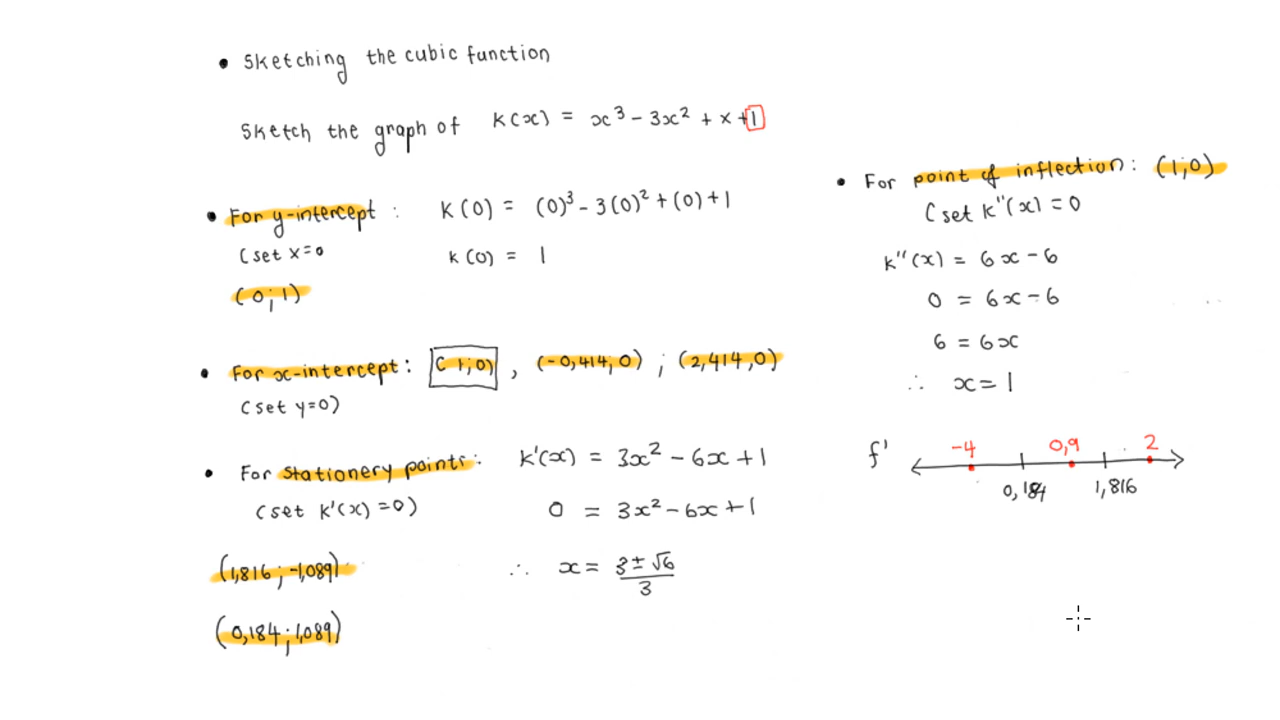 • Sketching the cubic function
Sketch the graph of k(x) = x³ - 3x² + x + 1
• For y-intercept : k(0) = (0)³ - 3(0)² + (0) + 1
(set x=0 k(0) = 1
(0;1)
• For x-intercept : (1;0) , (-0,414;0) ; (2,414,0)
(set y=0)
• For stationery points : k'(x) = 3x² - 6x + 1
(set k'(x) = 0) 0 = 3x² - 6x + 1
(1,816 ; -1,089) ∴ x = (3 ± √6)/3
(0,184 ; 1,089)
• For point of inflection : (1;0)
(set k''(x) = 0
k''(x) = 6x - 6
0 = 6x - 6
6 = 6x
∴ x = 1
-4 0,9 2
f'
0,184 1,816